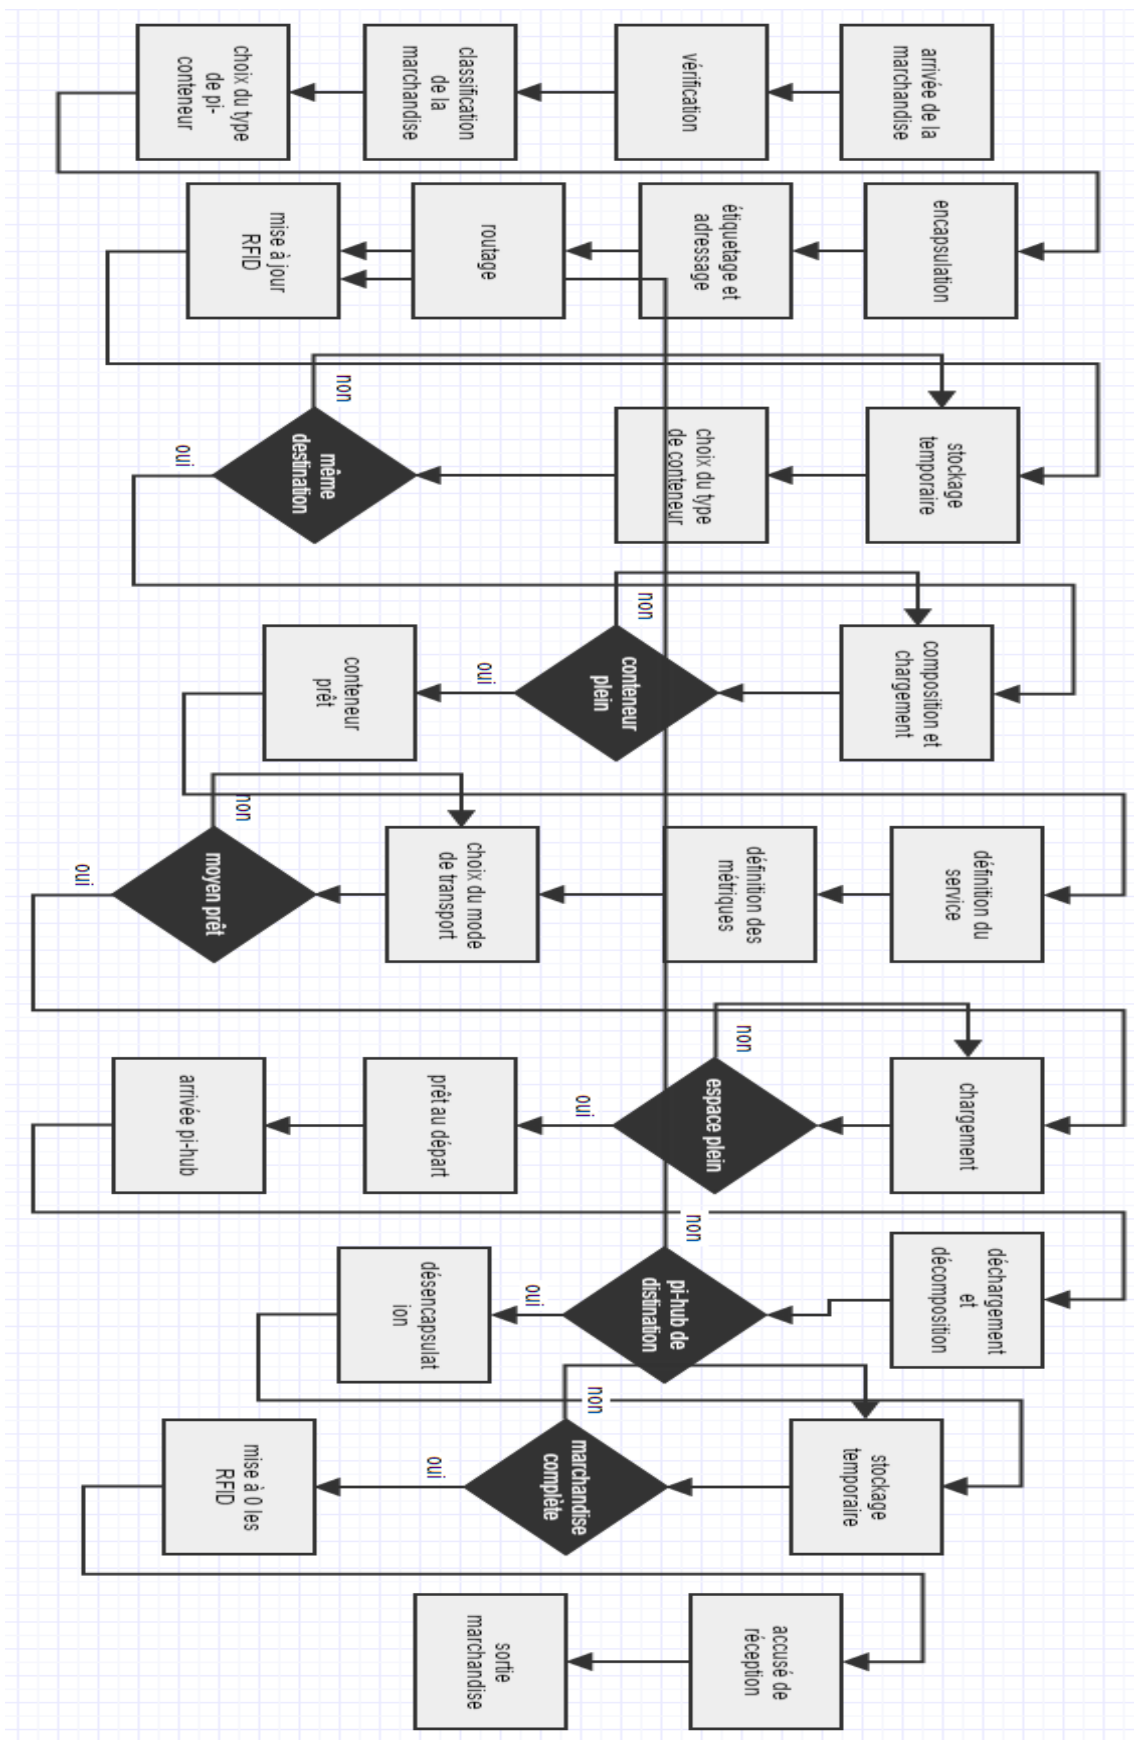 arrivée de la
marchandise
vérification
classification
de la
marchandise
choix du type
de pi-
conteneur
encapsulation
étiquetage et
adressage
routage
mise à jour
RFID
stockage
temporaire
choix du type
de conteneur
même
destination
non
oui
composition et
chargement
conteneur
plein
non
oui
conteneur
prêt
définition du
service
définition des
métriques
choix du mode
de transport
moyen prêt
non
oui
chargement
espace plein
non
oui
prêt au départ
arrivée pi-hub
déchargement
et
décomposition
pi-hub de
distination
non
oui
désencapsulat
ion
stockage
temporaire
marchandise
complète
non
oui
mise à 0 les
RFID
accusé de
réception
sortie
marchandise